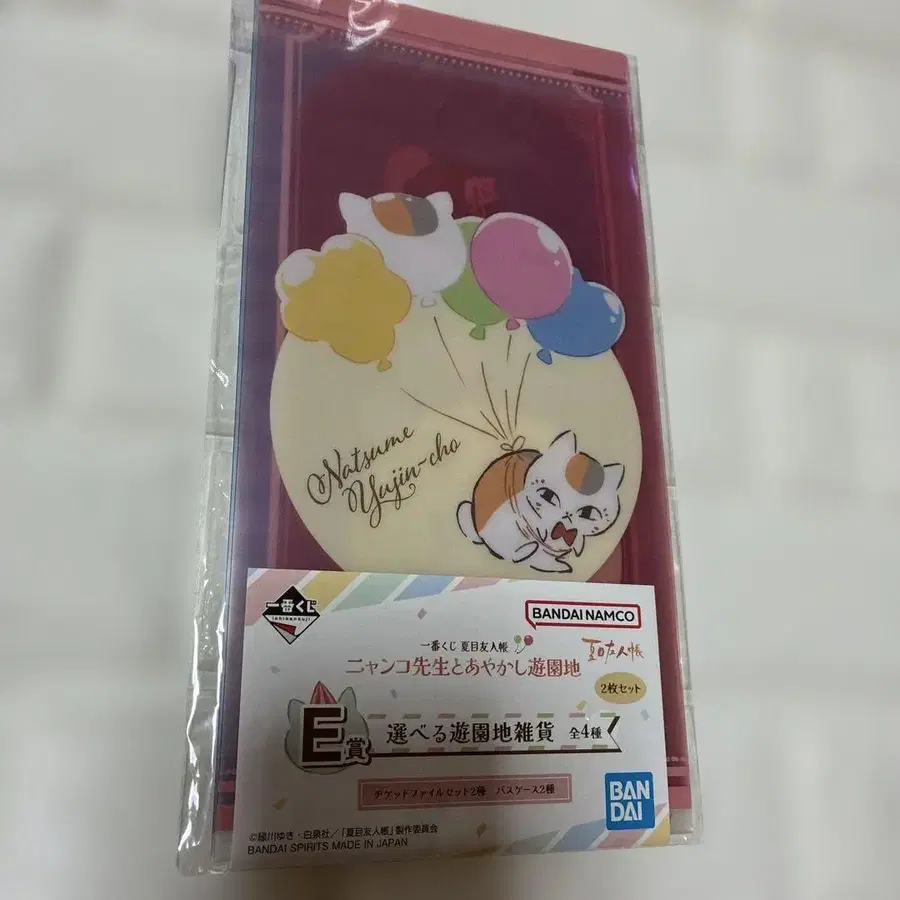 Natsume
Yujin-cho
一番くじ
ichibankuji
BANDAI NAMCO
一番くじ 夏目友人帳
ニャンコ先生とあやかし遊園地
夏目友人帳
2枚セット
E賞
選べる遊園地雑貨 全4種
チケットファイルセット2種 パスケース2種
BAN
DAI
©緑川ゆき・白泉社/「夏目友人帳」製作委員会
BANDAI SPIRITS MADE IN JAPAN